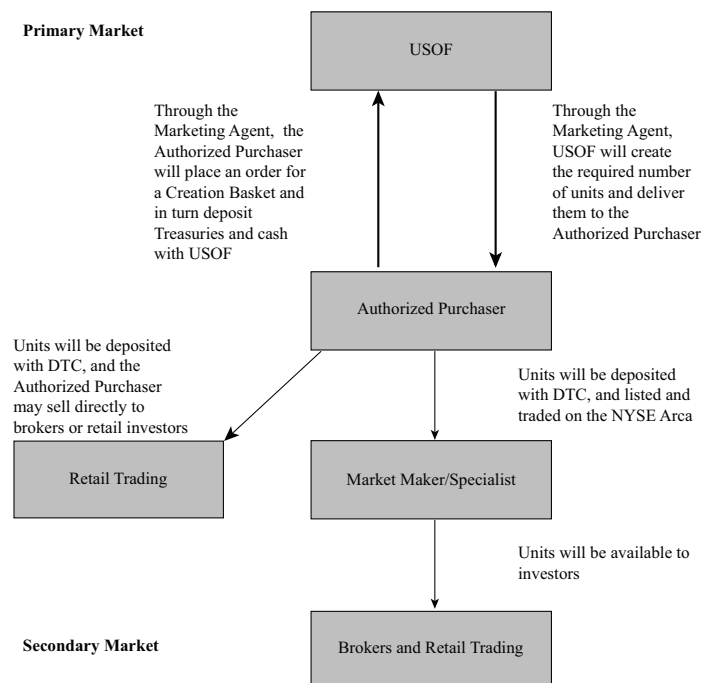 Primary Market
USOF
Through the
Marketing Agent, the
Authorized Purchaser
will place an order for
a Creation Basket and
in turn deposit
Treasuries and cash
with USOF
Through the
Marketing Agent,
USOF will create
the required number
of units and deliver
them to the
Authorized Purchaser
Authorized Purchaser
Units will be deposited
with DTC, and the
Authorized Purchaser
may sell directly to
brokers or retail investors
Units will be deposited
with DTC, and listed and
traded on the NYSE Arca
Retail Trading
Market Maker/Specialist
Units will be available to
investors
Secondary Market
Brokers and Retail Trading